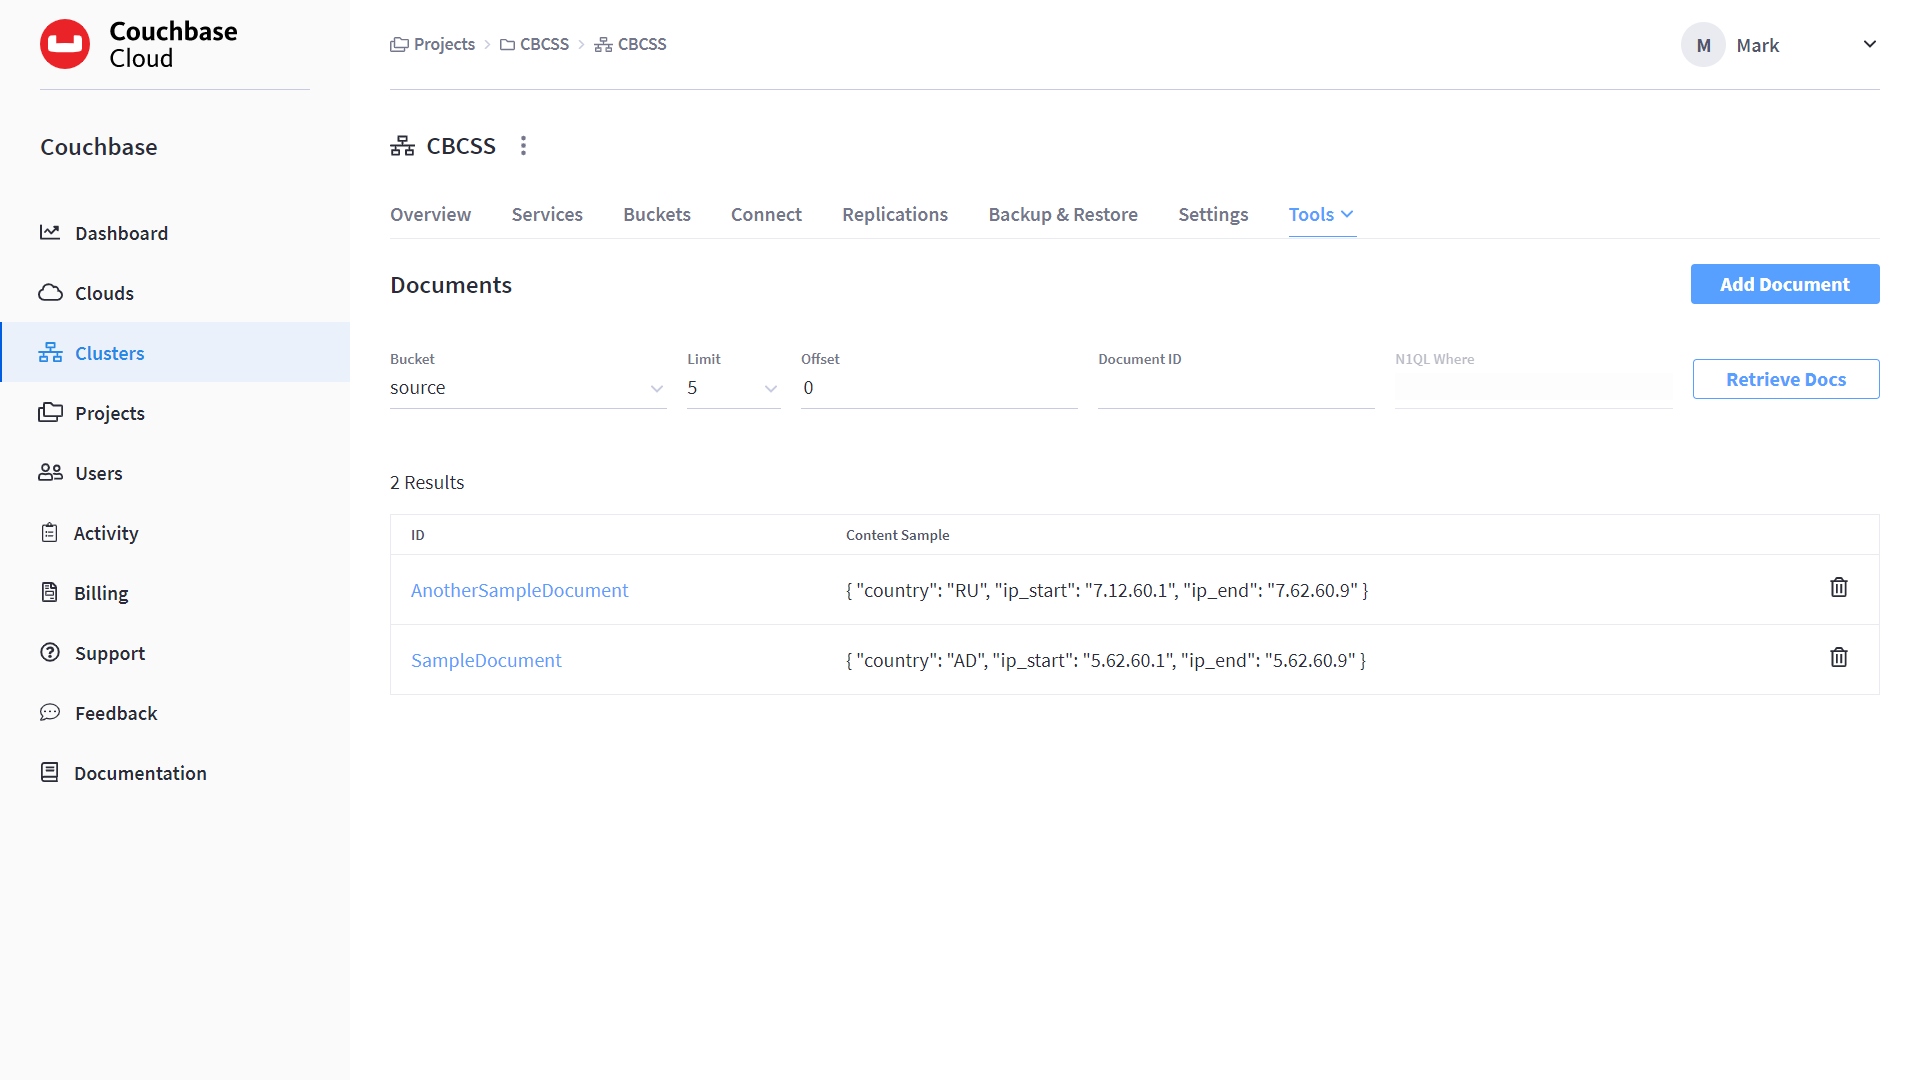 Couchbase
Cloud
Projects > CBCSS > CBCSS
M Mark
Couchbase
Dashboard
Clouds
Clusters
Projects
Users
Activity
Billing
Support
Feedback
Documentation
CBCSS
Overview Services Buckets Connect Replications Backup & Restore Settings Tools
Documents
Add Document
Bucket Limit Offset Document ID N1QL Where
source 5 0
Retrieve Docs
2 Results
ID Content Sample
AnotherSampleDocument { "country": "RU", "ip_start": "7.12.60.1", "ip_end": "7.62.60.9" }
SampleDocument { "country": "AD", "ip_start": "5.62.60.1", "ip_end": "5.62.60.9" }